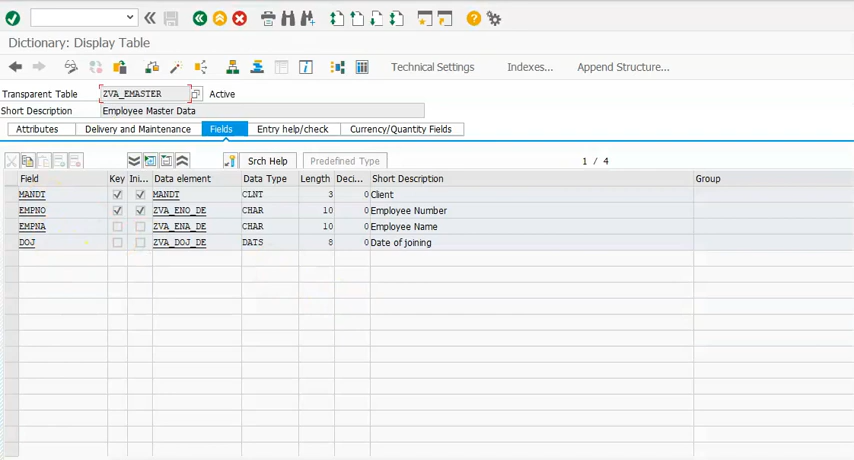 Dictionary: Display Table
Technical Settings Indexes... Append Structure...
Transparent Table ZVA_EMASTER Active
Short Description Employee Master Data
Attributes Delivery and Maintenance Fields Entry help/check Currency/Quantity Fields
Srch Help Predefined Type 1 / 4
Field Key Ini... Data element Data Type Length Deci... Short Description Group
MANDT MANDT CLNT 3 0 Client
EMPNO ZVA_ENO_DE CHAR 10 0 Employee Number
EMPNA ZVA_ENA_DE CHAR 10 0 Employee Name
DOJ ZVA_DOJ_DE DATS 8 0 Date of joining